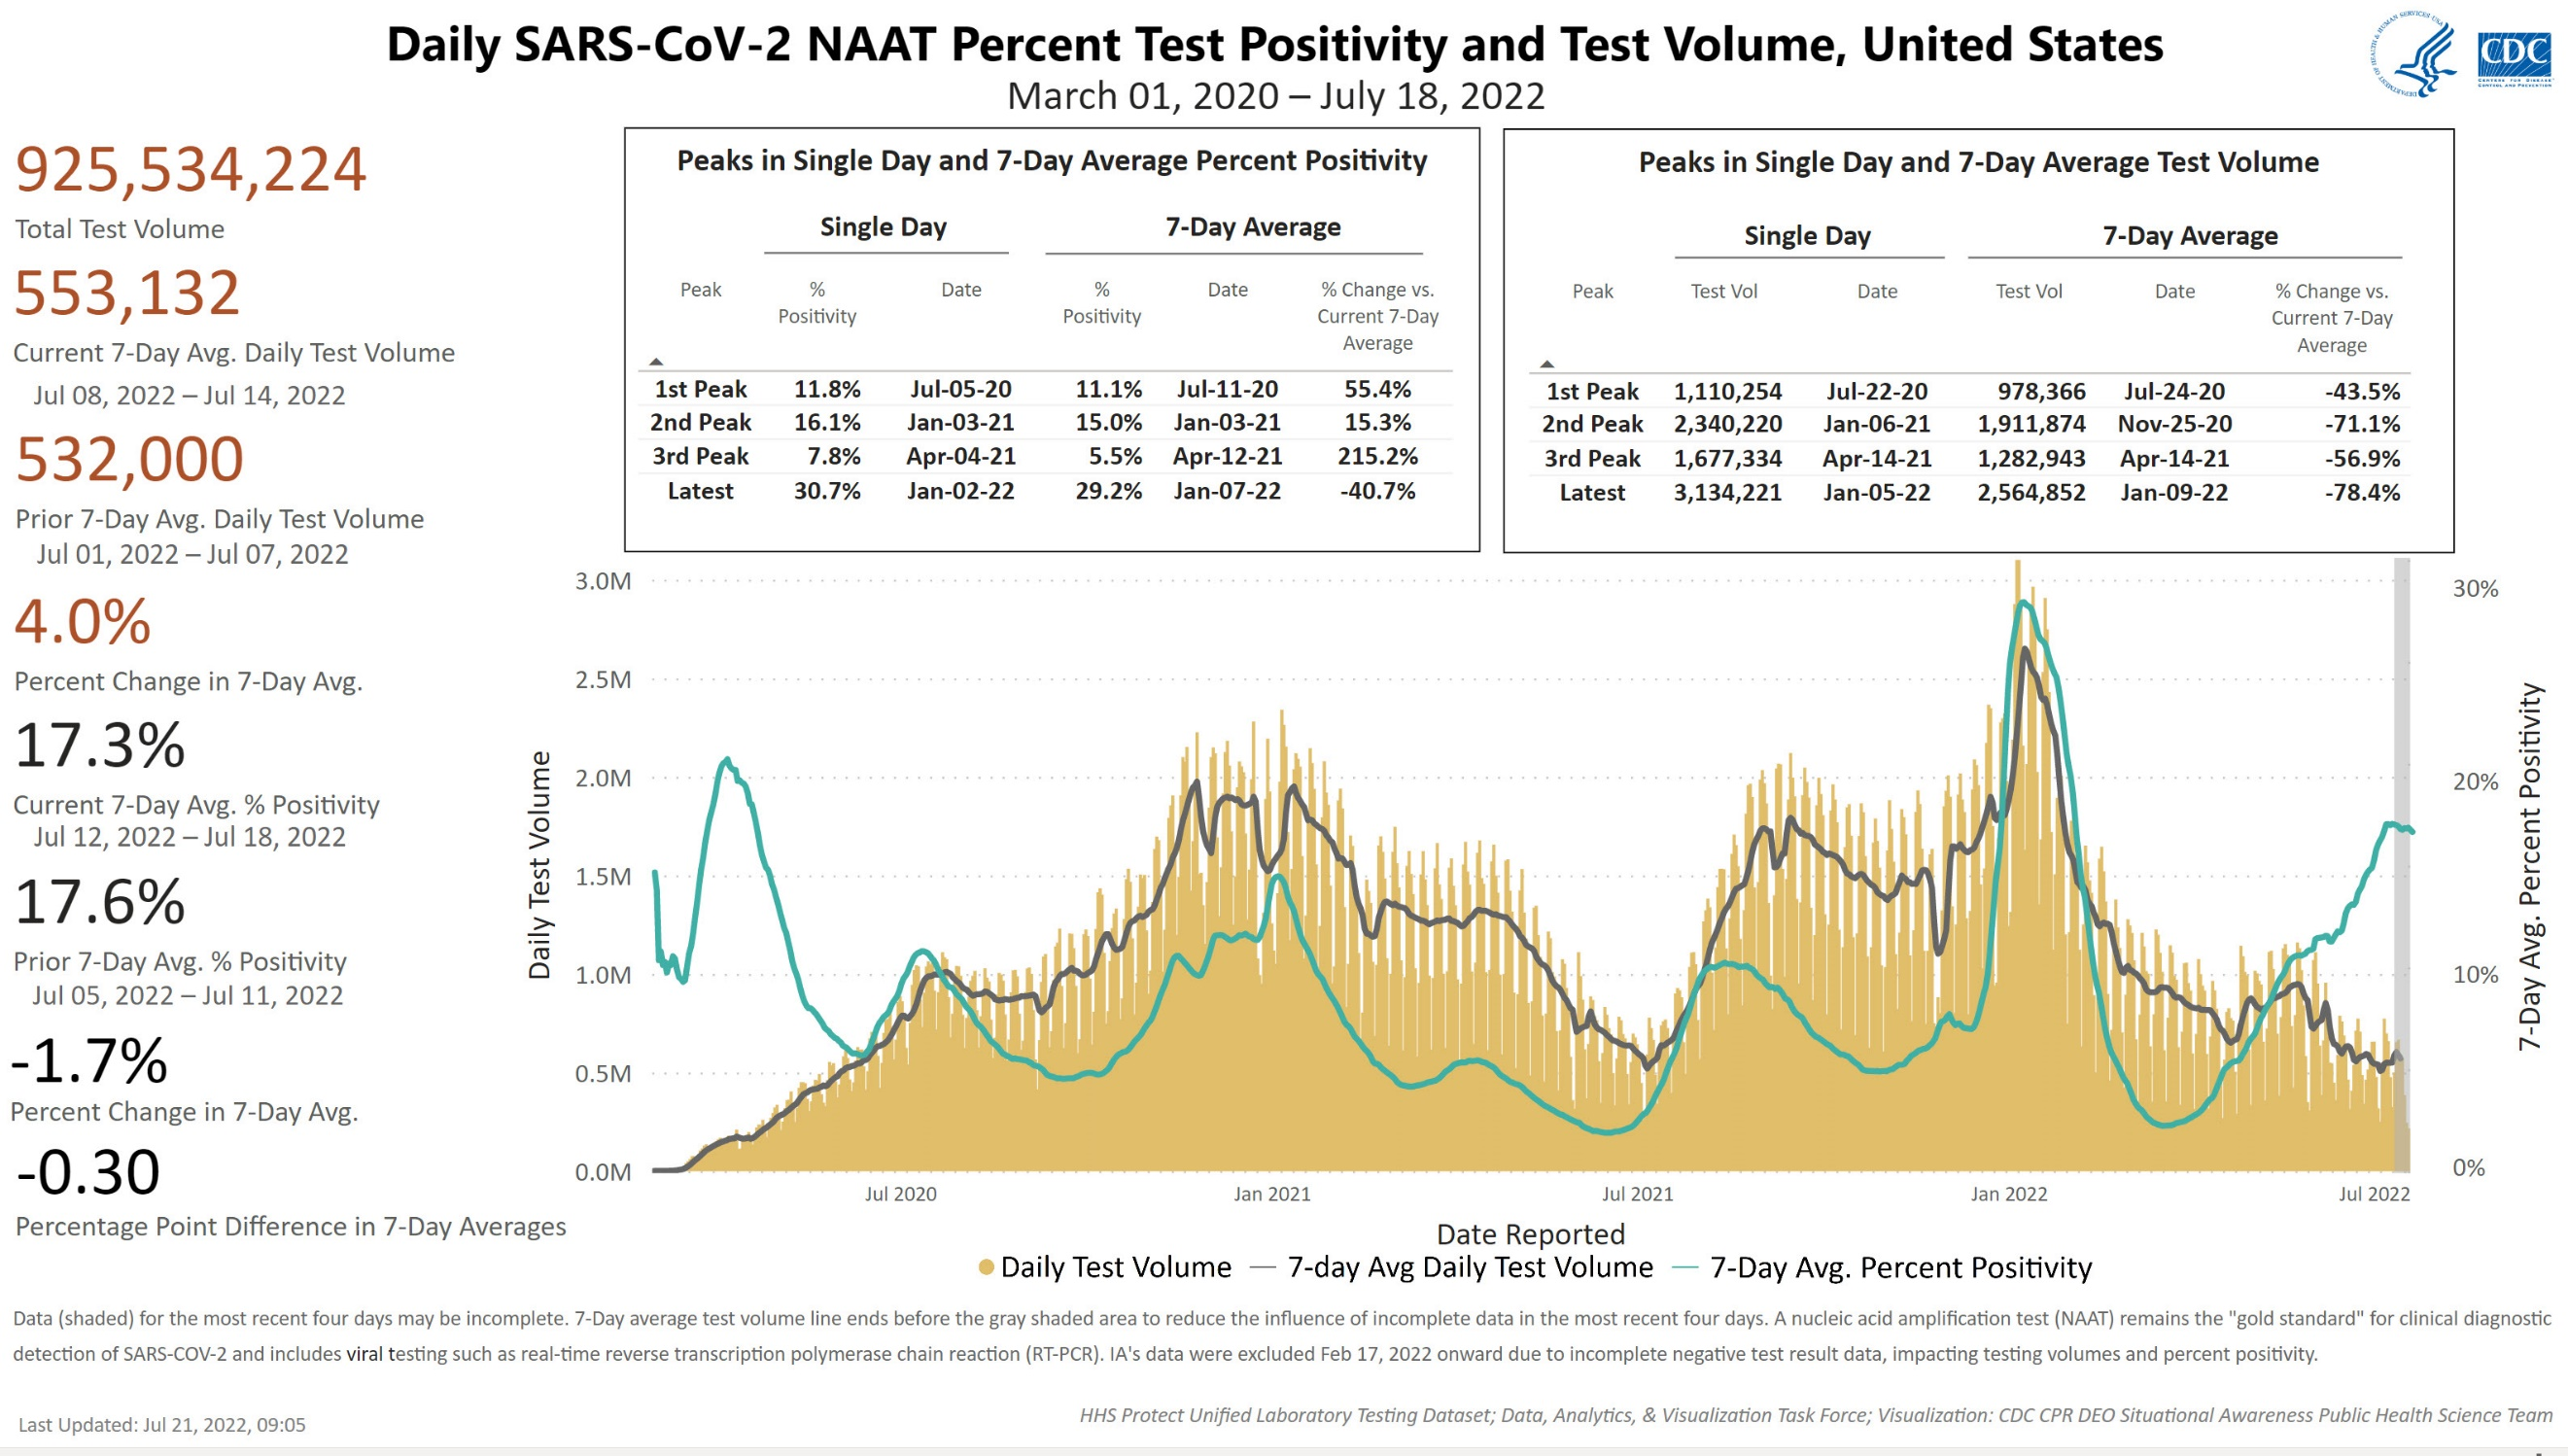 Daily SARS-CoV-2 NAAT Percent Test Positivity and Test Volume, United States
March 01, 2020 – July 18, 2022
DEPARTMENT OF HEALTH & HUMAN SERVICES USA
CDC
CENTERS FOR DISEASE
CONTROL AND PREVENTION
925,534,224
Total Test Volume
553,132
Current 7-Day Avg. Daily Test Volume
Jul 08, 2022 – Jul 14, 2022
532,000
Prior 7-Day Avg. Daily Test Volume
Jul 01, 2022 – Jul 07, 2022
4.0%
Percent Change in 7-Day Avg.
17.3%
Current 7-Day Avg. % Positivity
Jul 12, 2022 – Jul 18, 2022
17.6%
Prior 7-Day Avg. % Positivity
Jul 05, 2022 – Jul 11, 2022
-1.7%
Percent Change in 7-Day Avg.
-0.30
Percentage Point Difference in 7-Day Averages
Peaks in Single Day and 7-Day Average Percent Positivity
Single Day 7-Day Average
Peak % Date % Date % Change vs.
Positivity Positivity Current 7-Day
Average
1st Peak 11.8% Jul-05-20 11.1% Jul-11-20 55.4%
2nd Peak 16.1% Jan-03-21 15.0% Jan-03-21 15.3%
3rd Peak 7.8% Apr-04-21 5.5% Apr-12-21 215.2%
Latest 30.7% Jan-02-22 29.2% Jan-07-22 -40.7%
Peaks in Single Day and 7-Day Average Test Volume
Single Day 7-Day Average
Peak Test Vol Date Test Vol Date % Change vs.
Current 7-Day
Average
1st Peak 1,110,254 Jul-22-20 978,366 Jul-24-20 -43.5%
2nd Peak 2,340,220 Jan-06-21 1,911,874 Nov-25-20 -71.1%
3rd Peak 1,677,334 Apr-14-21 1,282,943 Apr-14-21 -56.9%
Latest 3,134,221 Jan-05-22 2,564,852 Jan-09-22 -78.4%
Daily Test Volume
3.0M
2.5M
2.0M
1.5M
1.0M
0.5M
0.0M
30%
20%
10%
0%
7-Day Avg. Percent Positivity
Jul 2020 Jan 2021 Jul 2021 Jan 2022 Jul 2022
Date Reported
Daily Test Volume 7-day Avg Daily Test Volume 7-Day Avg. Percent Positivity
Data (shaded) for the most recent four days may be incomplete. 7-Day average test volume line ends before the gray shaded area to reduce the influence of incomplete data in the most recent four days. A nucleic acid amplification test (NAAT) remains the "gold standard" for clinical diagnostic
detection of SARS-COV-2 and includes viral testing such as real-time reverse transcription polymerase chain reaction (RT-PCR). IA's data were excluded Feb 17, 2022 onward due to incomplete negative test result data, impacting testing volumes and percent positivity.
Last Updated: Jul 21, 2022, 09:05
HHS Protect Unified Laboratory Testing Dataset; Data, Analytics, & Visualization Task Force; Visualization: CDC CPR DEO Situational Awareness Public Health Science Team